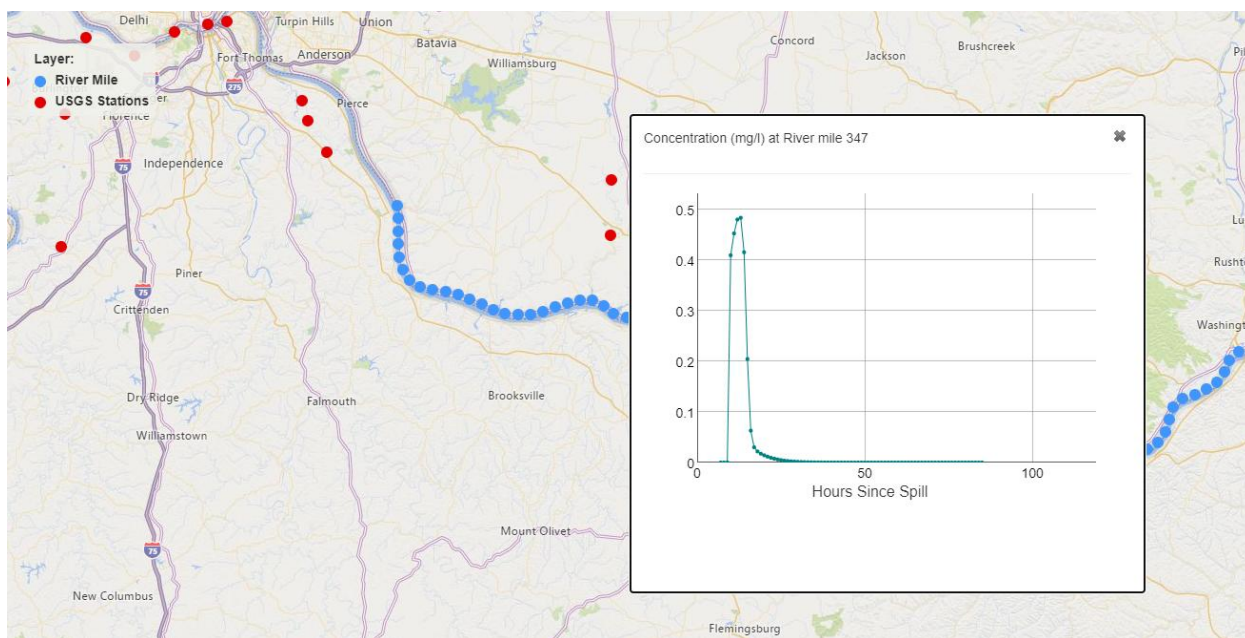 Delhi
Turpin Hills
Union
Layer:
Fort Thomas
Anderson
Batavia
Williamsburg
Concord
Jackson
Brushcreek
River Mile
275
USGS Stations
Pierce
Florence
Independence
75
Concentration (mg/l) at River mile 347
0.5
0.4
0.3
0.2
0.1
0
0
50
100
Hours Since Spill
Piner
75
Crittenden
Dry Ridge
Falmouth
Brooksville
Williamstown
Mount Olivet
75
New Columbus
Flemingsburg